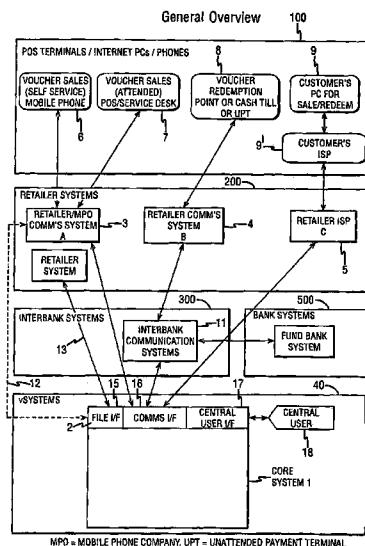 General Overview
100
POS TERMINALS / INTERNET PCs / PHONES
8
9
VOUCHER SALES
(SELF SERVICE)
MOBILE PHONE
VOUCHER SALES
(ATTENDED)
POS/SERVICE DESK
VOUCHER
REDEMPTION
POINT OR CASH TILL
OR UPT
CUSTOMER'S
PC FOR
SALE/REDEEM
6
7
9'
CUSTOMER'S
ISP
200
RETAILER SYSTEMS
RETAILER/MPO
COMM'S SYSTEM
A
3
RETAILER COMM'S
SYSTEM
B
4
RETAILER ISP
C
5
RETAILER
SYSTEM
300
500
INTERBANK SYSTEMS
BANK SYSTEMS
11
INTERBANK
COMMUNICATION
SYSTEMS
FUND BANK
SYSTEM
13
12
15
16
17
40
vSYSTEMS
2
FILE I/F
COMMS I/F
CENTRAL
USER I/F
CENTRAL
USER
18
CORE
SYSTEM 1
MPO = MOBILE PHONE COMPANY. UPT = UNATTENDED PAYMENT TERMINAL